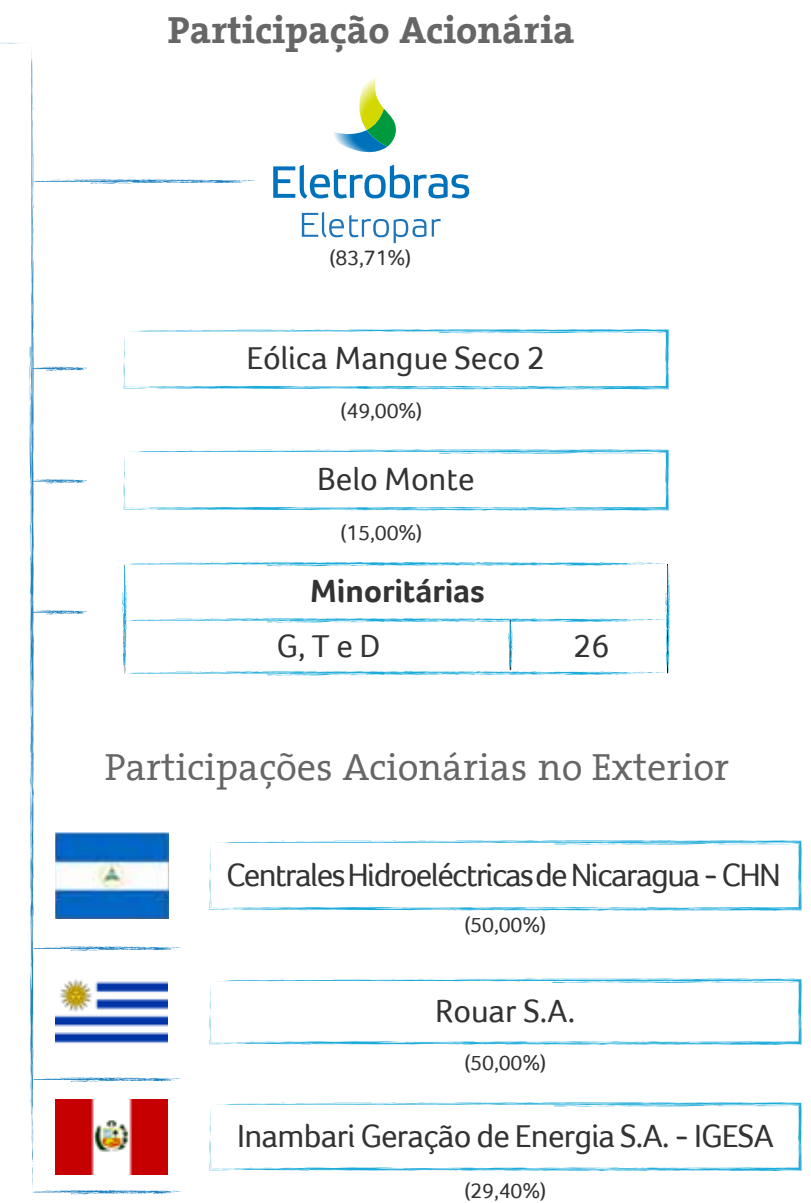 Participação Acionária
Eletrobras
Eletropar
(83,71%)
Eólica Mangue Seco 2
(49,00%)
Belo Monte
(15,00%)
Minoritárias
G, T e D 26
Participações Acionárias no Exterior
Centrales Hidroeléctricas de Nicaragua - CHN
(50,00%)
Rouar S.A.
(50,00%)
Inambari Geração de Energia S.A. - IGESA
(29,40%)